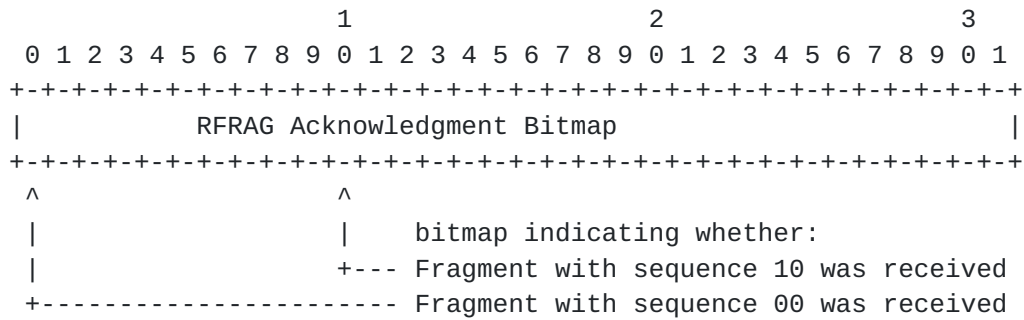 1                   2                   3
 0 1 2 3 4 5 6 7 8 9 0 1 2 3 4 5 6 7 8 9 0 1 2 3 4 5 6 7 8 9 0 1
+-+-+-+-+-+-+-+-+-+-+-+-+-+-+-+-+-+-+-+-+-+-+-+-+-+-+-+-+-+-+-+-+
|           RFRAG Acknowledgment Bitmap                         |
+-+-+-+-+-+-+-+-+-+-+-+-+-+-+-+-+-+-+-+-+-+-+-+-+-+-+-+-+-+-+-+-+
 ^                   ^
 |                   |    bitmap indicating whether:
 |                   +--- Fragment with sequence 10 was received
 +----------------------- Fragment with sequence 00 was received